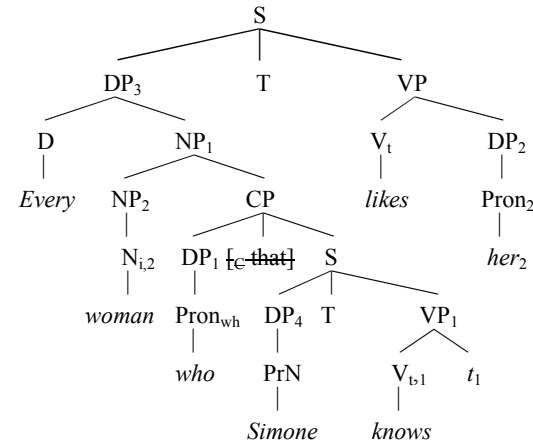 S
DP₃ T VP
D NP₁ Vₜ DP₂
Every NP₂ CP likes Pron₂
Nᵢ,₂ DP₁ [C that] S her₂
woman Pron_wh DP₄ T VP₁
who PrN Vₜ,₁ t₁
Simone knows